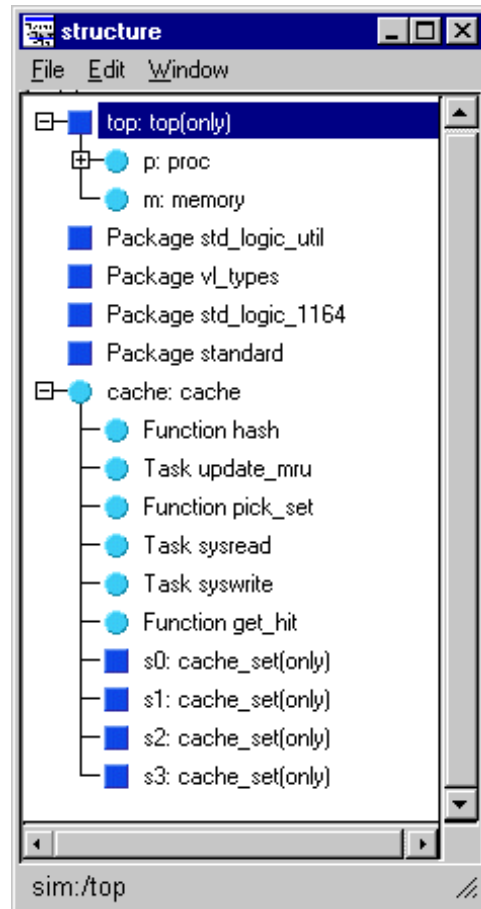 structure
File Edit Window
top: top(only)
p: proc
m: memory
Package std_logic_util
Package vl_types
Package std_logic_1164
Package standard
cache: cache
Function hash
Task update_mru
Function pick_set
Task sysread
Task syswrite
Function get_hit
s0: cache_set(only)
s1: cache_set(only)
s2: cache_set(only)
s3: cache_set(only)
sim:/top